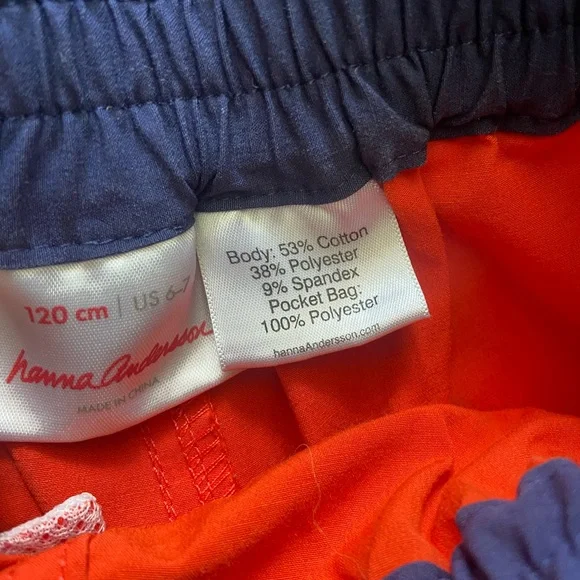 120 cm | US 6-7
hanna Andersson
MADE IN CHINA
Body: 53% Cotton
38% Polyester
9% Spandex
Pocket Bag:
100% Polyester
hannaAndersson.com